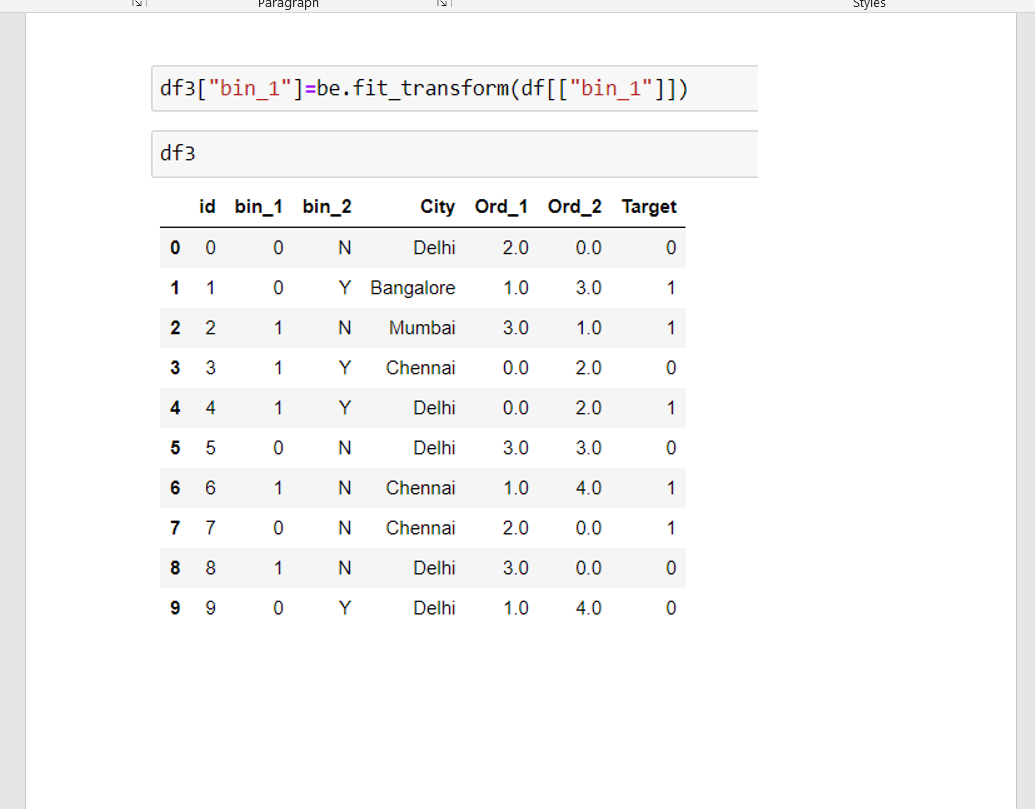 Paragraph Styles
df3["bin_1"]=be.fit_transform(df[["bin_1"]])
df3
id bin_1 bin_2 City Ord_1 Ord_2 Target
0 0 0 N Delhi 2.0 0.0 0
1 1 0 Y Bangalore 1.0 3.0 1
2 2 1 N Mumbai 3.0 1.0 1
3 3 1 Y Chennai 0.0 2.0 0
4 4 1 Y Delhi 0.0 2.0 1
5 5 0 N Delhi 3.0 3.0 0
6 6 1 N Chennai 1.0 4.0 1
7 7 0 N Chennai 2.0 0.0 1
8 8 1 N Delhi 3.0 0.0 0
9 9 0 Y Delhi 1.0 4.0 0